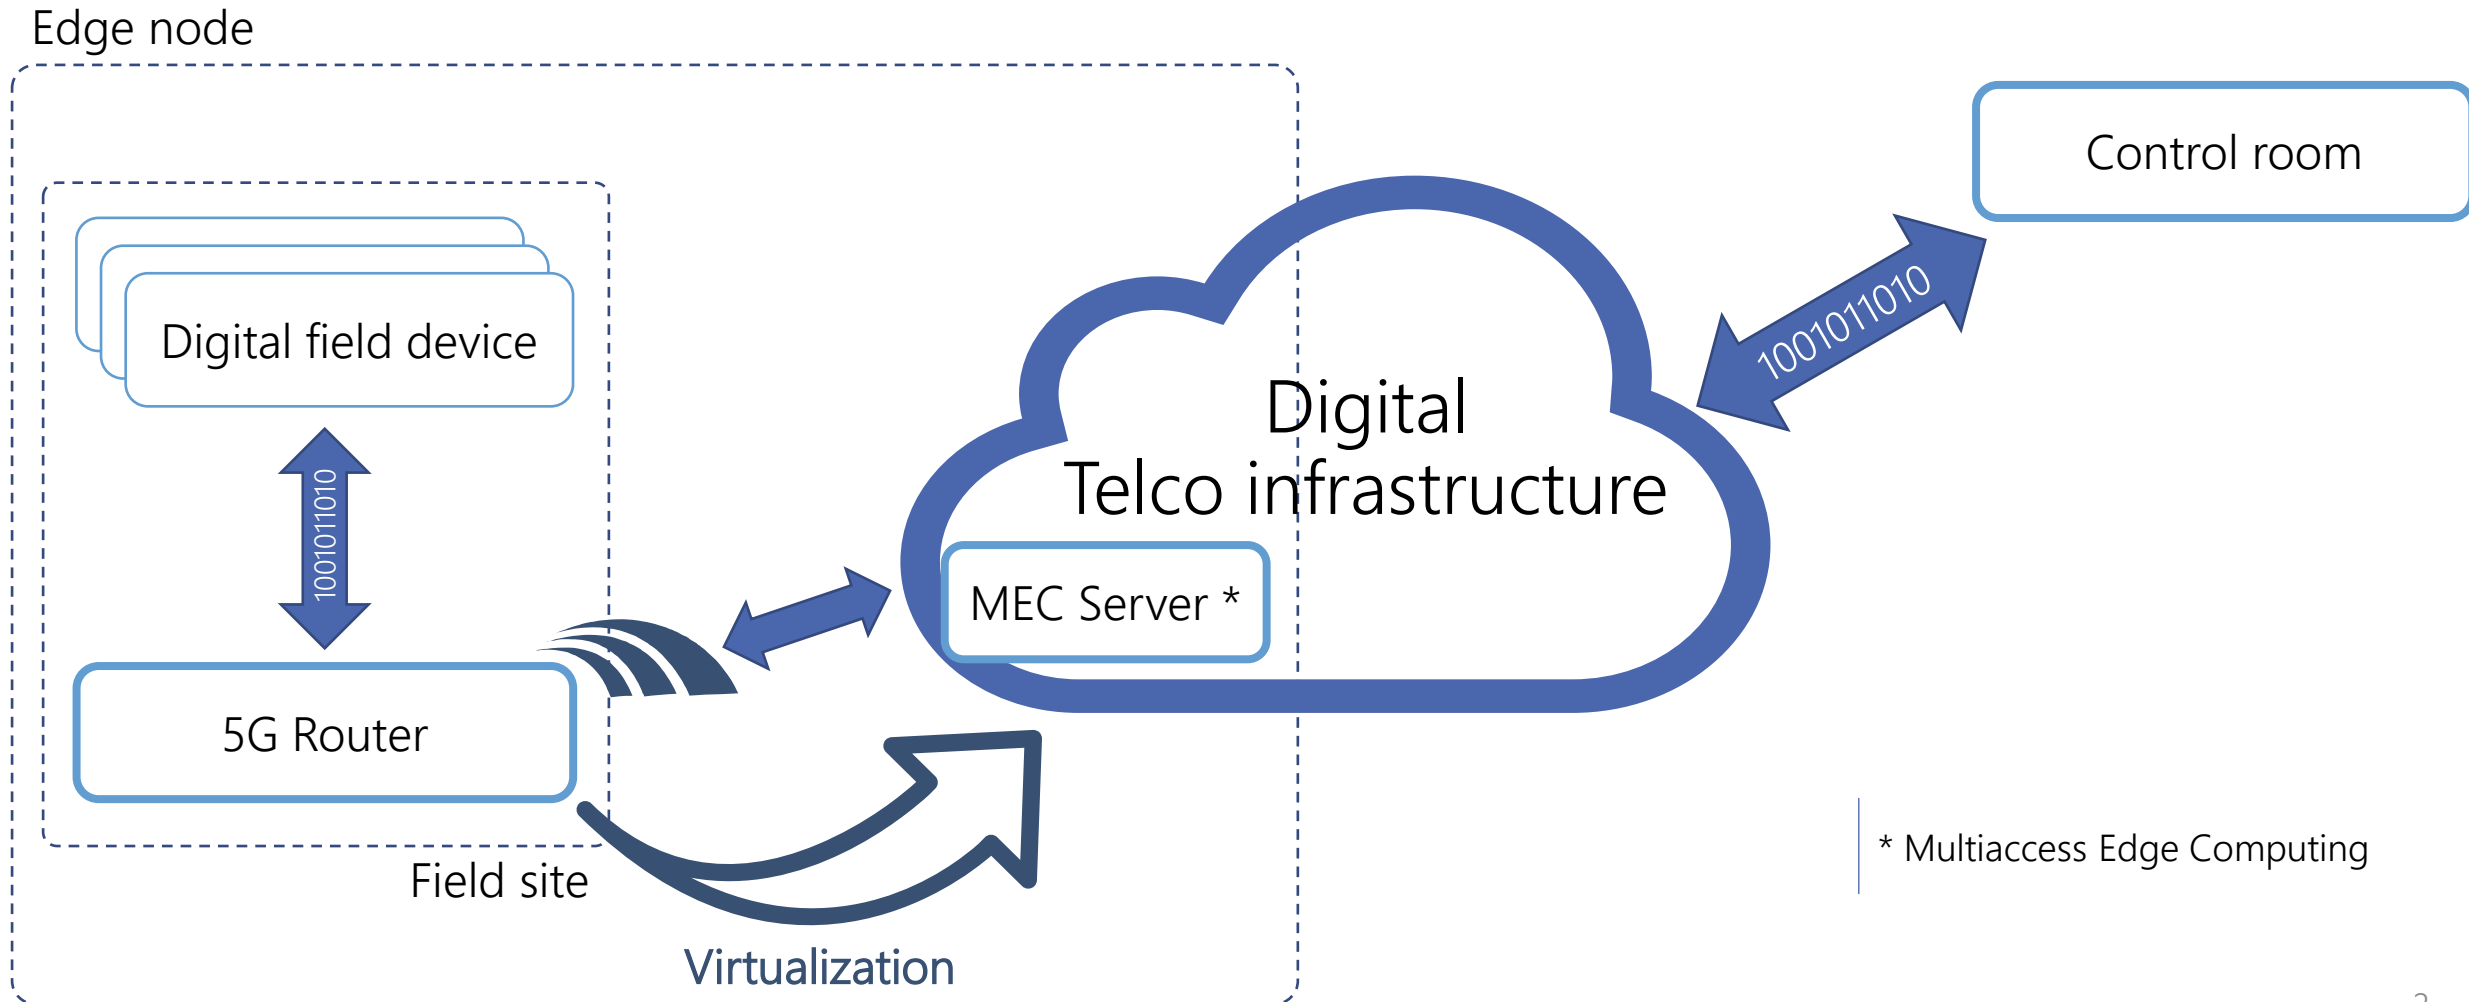 Edge node
Control room
Digital field device
1001011010
1001011010
Digital
Telco infrastructure
MEC Server *
5G Router
Field site
* Multiaccess Edge Computing
Virtualization